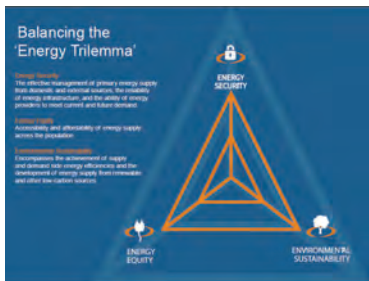 Balancing the
‘Energy Trilemma’
Energy Security
The effective management of primary energy supply
from domestic and external sources, the reliability
of energy infrastructure, and the ability of energy
providers to meet current and future demand.
Energy Equity
Accessibility and affordability of energy supply
across the population.
Environmental Sustainability
Encompasses the achievement of supply
and demand side energy efficiencies and the
development of energy supply from renewable
and other low-carbon sources.
ENERGY
SECURITY
ENERGY
EQUITY
ENVIRONMENTAL
SUSTAINABILITY